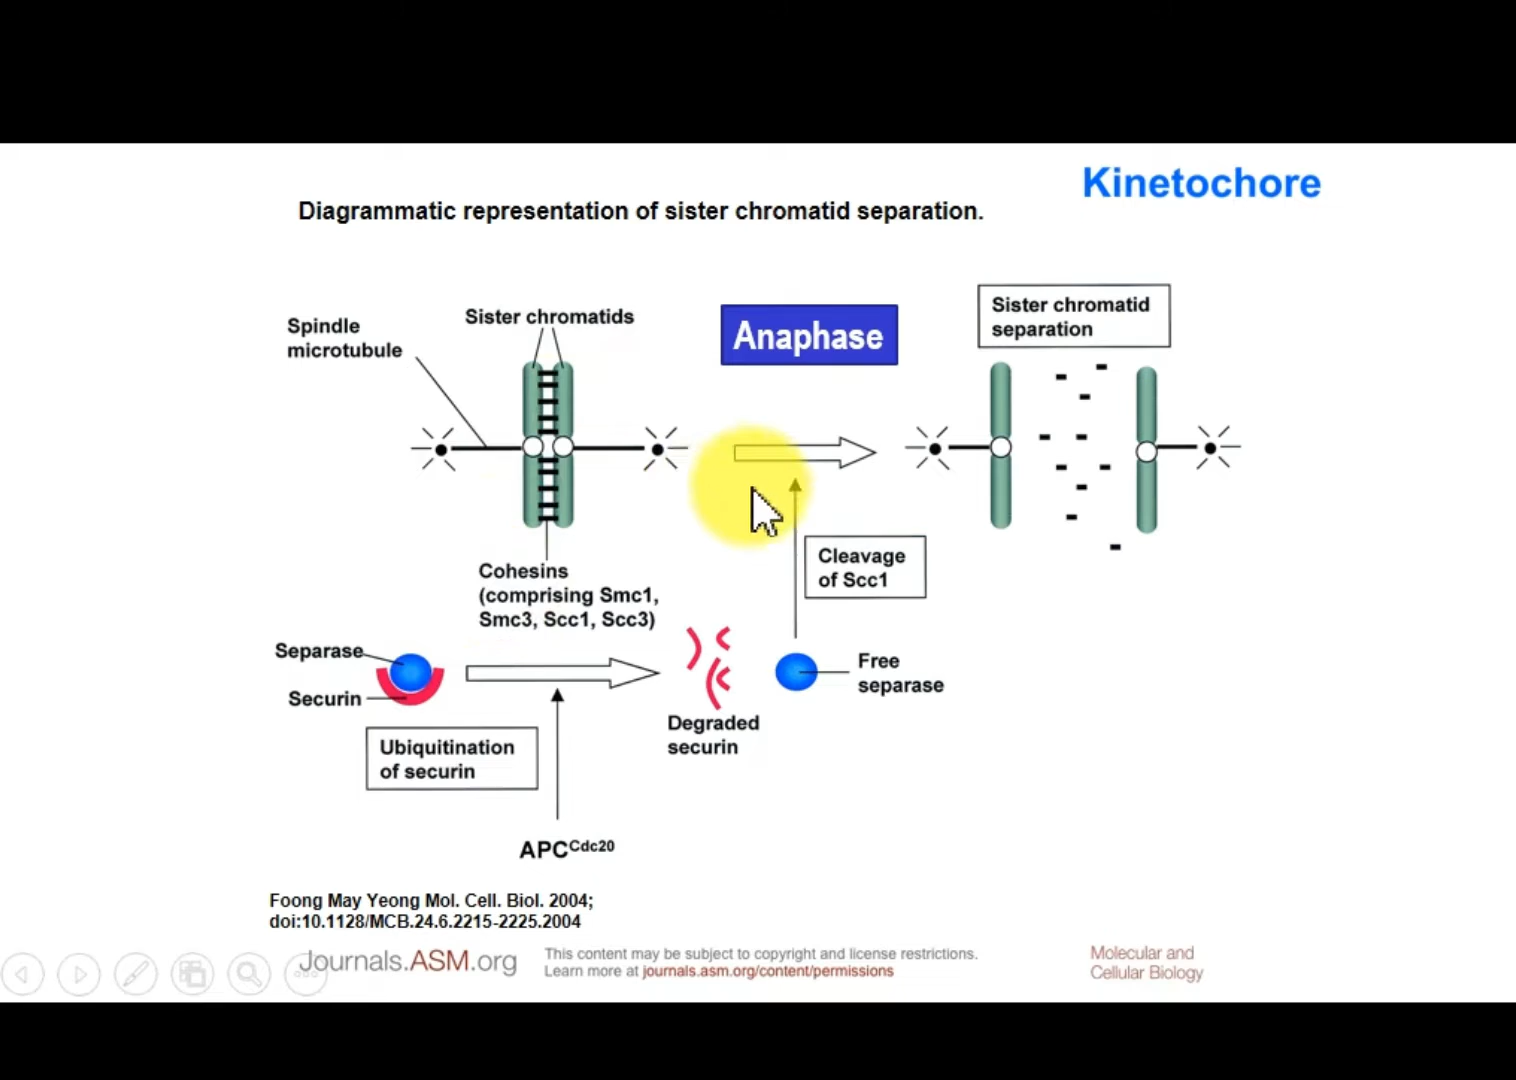 Kinetochore
Diagrammatic representation of sister chromatid separation.
Sister chromatids
Spindle
microtubule
Anaphase
Sister chromatid
separation
Cohesins
(comprising Smc1,
Smc3, Scc1, Scc3)
Cleavage
of Scc1
Separase
Securin
Free
separase
Degraded
securin
Ubiquitination
of securin
APCCdc20
Foong May Yeong Mol. Cell. Biol. 2004;
doi:10.1128/MCB.24.6.2215-2225.2004
Journals.ASM.org
This content may be subject to copyright and license restrictions.
Learn more at journals.asm.org/content/permissions
Molecular and
Cellular Biology